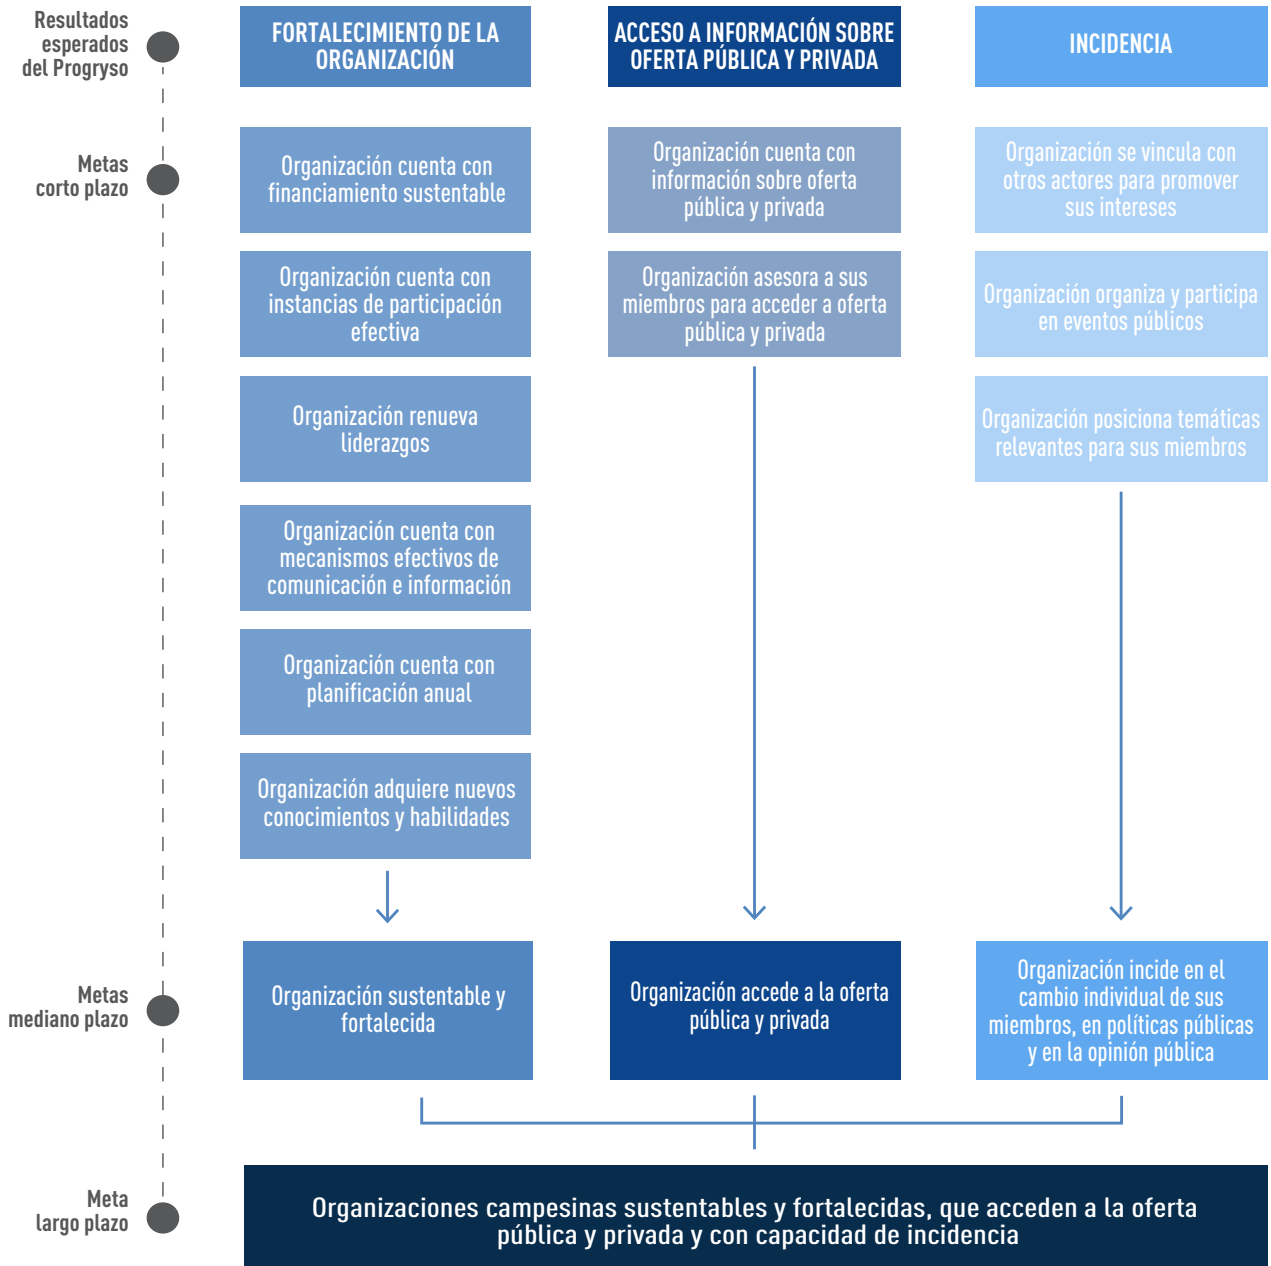 Resultados
esperados
del Progryso
FORTALECIMIENTO DE LA
ORGANIZACIÓN
ACCESO A INFORMACIÓN SOBRE
OFERTA PÚBLICA Y PRIVADA
INCIDENCIA
Metas
corto plazo
Organización cuenta con
financiamiento sustentable
Organización cuenta con
información sobre oferta
pública y privada
Organización se vincula con
otros actores para promover
sus intereses
Organización cuenta con
instancias de participación
efectiva
Organización asesora a sus
miembros para acceder a oferta
pública y privada
Organización organiza y participa
en eventos públicos
Organización renueva
liderazgos
Organización posiciona temáticas
relevantes para sus miembros
Organización cuenta con
mecanismos efectivos de
comunicación e información
Organización cuenta con
planificación anual
Organización adquiere nuevos
conocimientos y habilidades
Metas
mediano plazo
Organización sustentable y
fortalecida
Organización accede a la oferta
pública y privada
Organización incide en el
cambio individual de sus
miembros, en políticas públicas
y en la opinión pública
Meta
largo plazo
Organizaciones campesinas sustentables y fortalecidas, que acceden a la oferta
pública y privada y con capacidad de incidencia